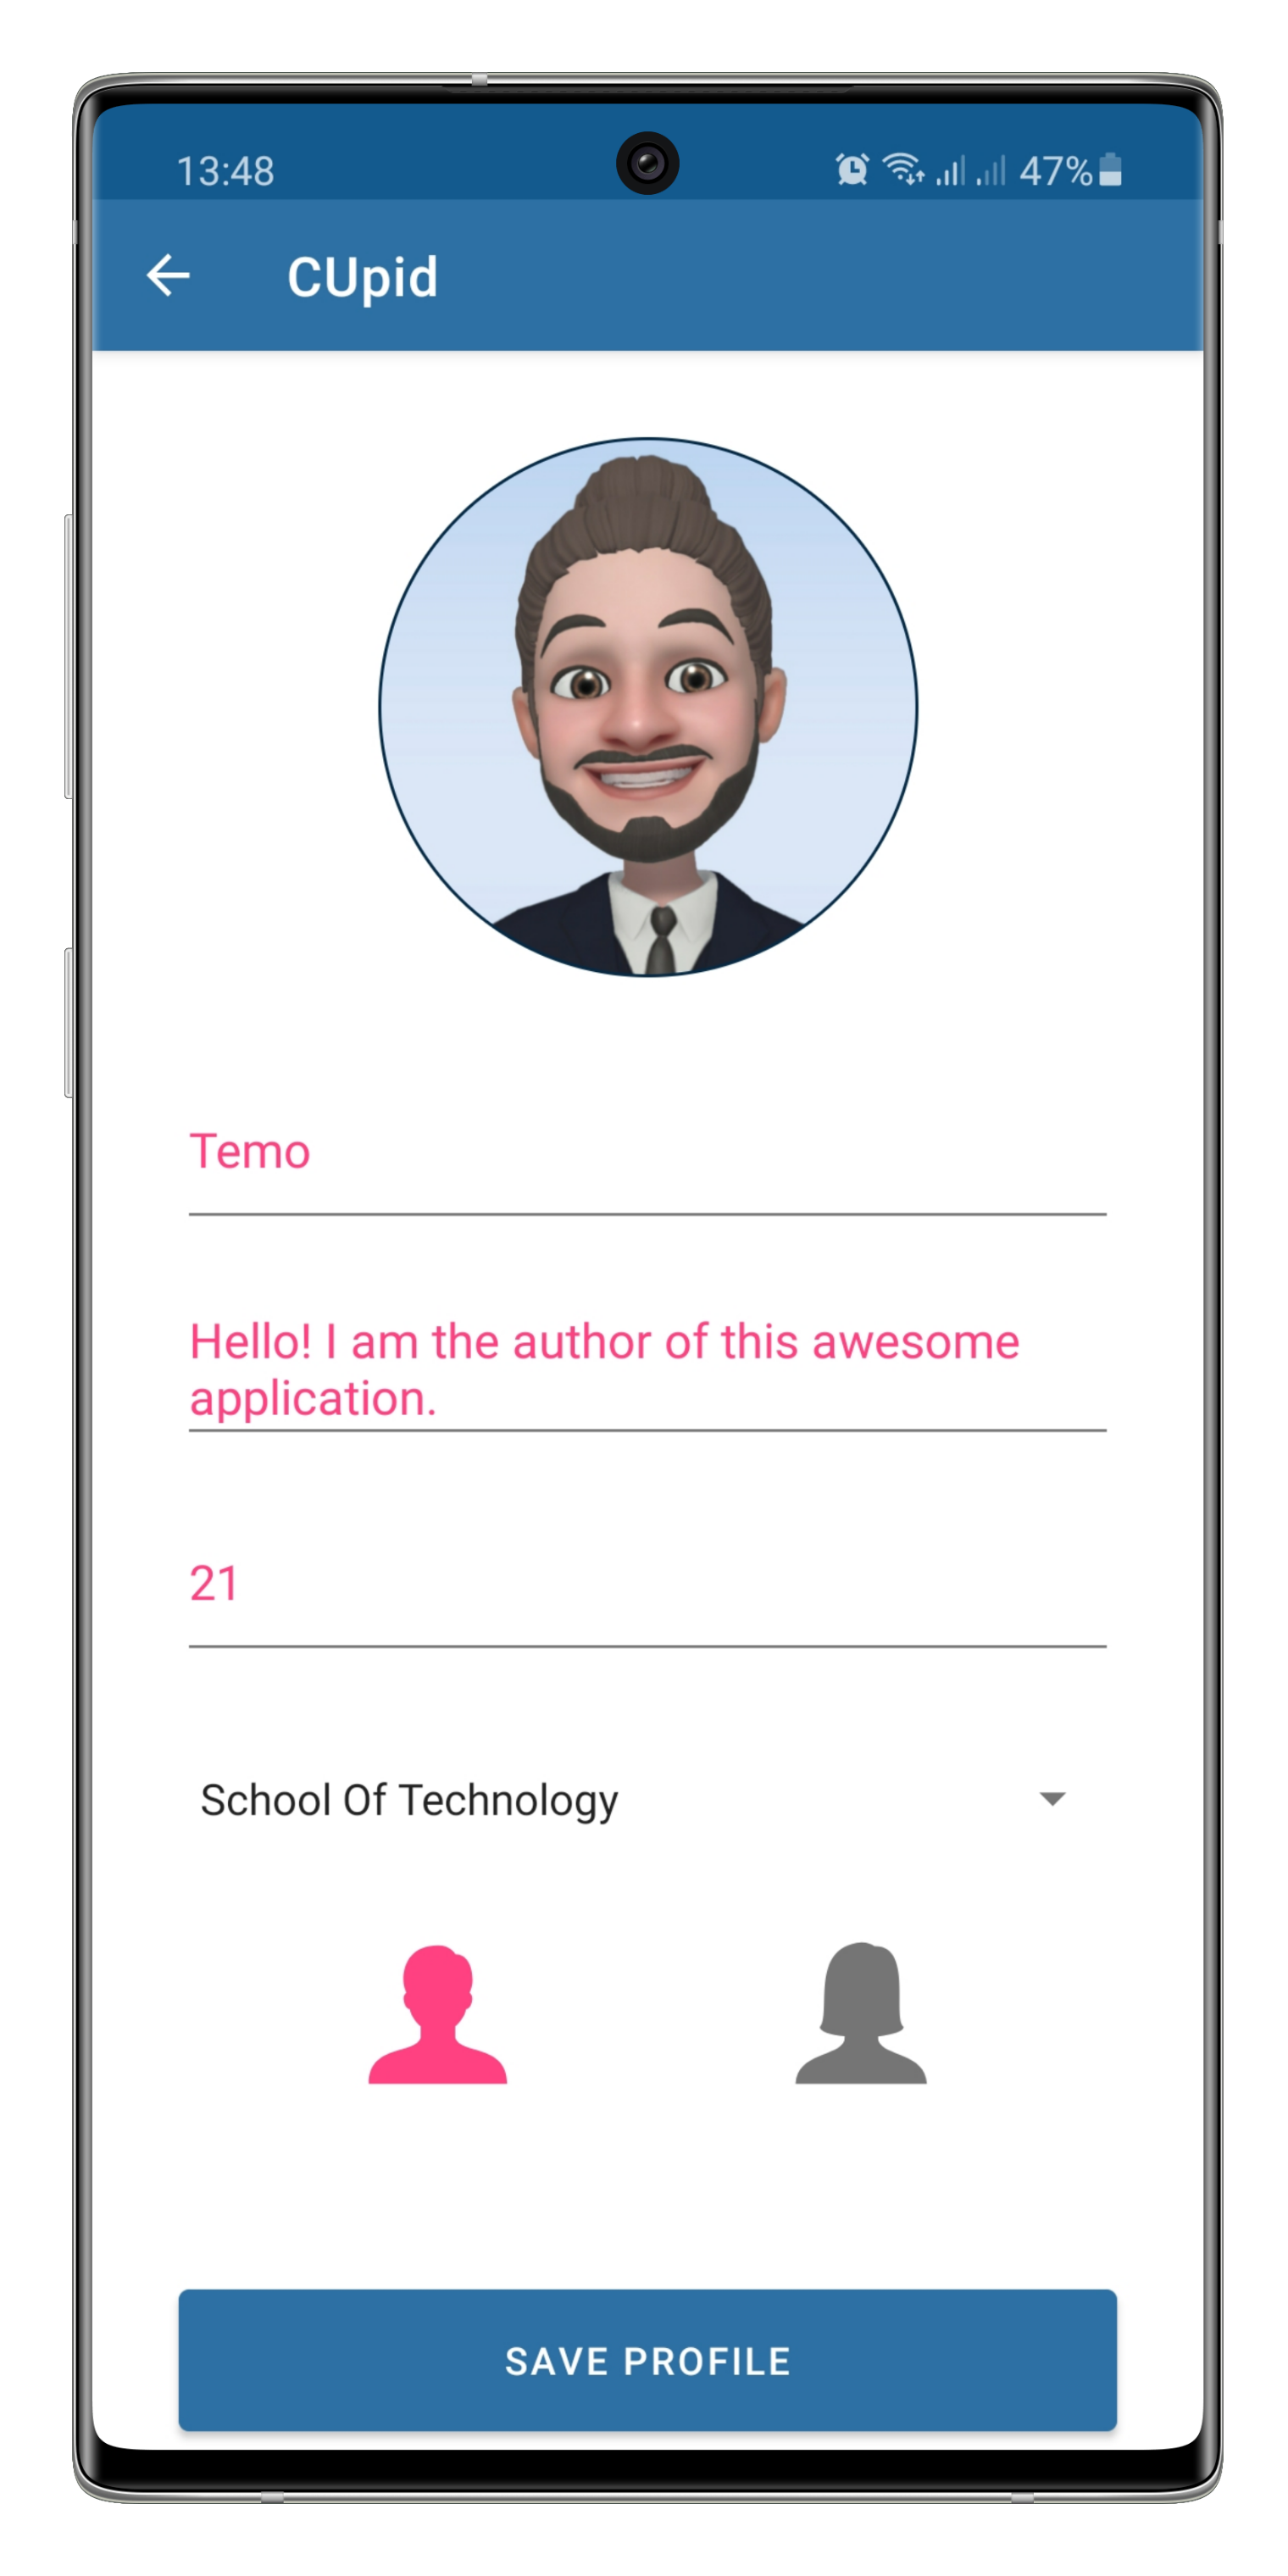 13:48
47%
CUpid
Temo
Hello! I am the author of this awesome
application.
21
School Of Technology
SAVE PROFILE